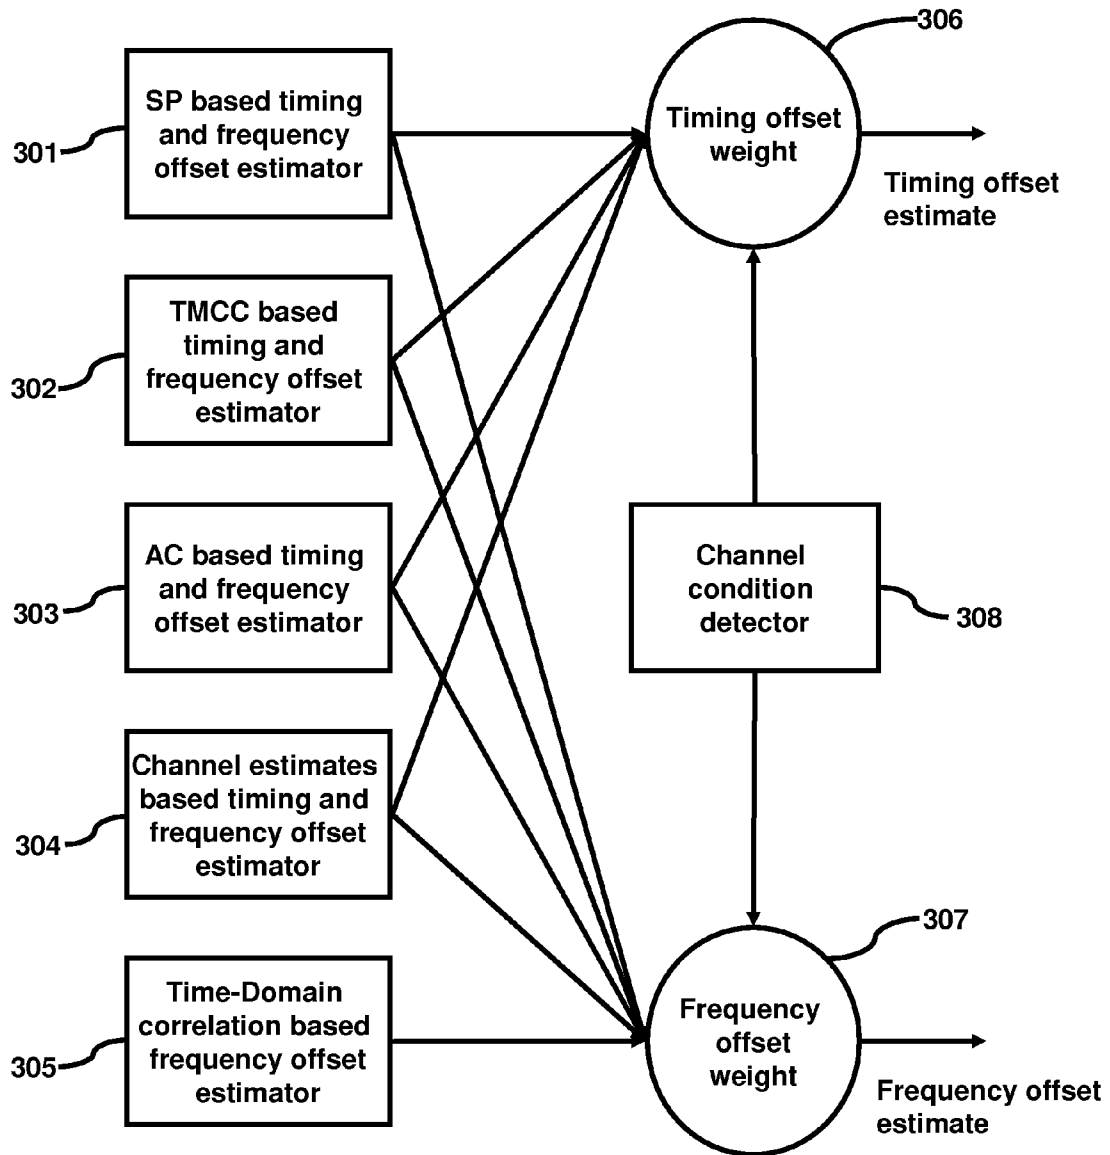 306
SP based timing
and frequency
offset estimator
301
Timing offset
weight
Timing offset
estimate
TMCC based
timing and
frequency offset
estimator
302
AC based timing
and frequency
offset estimator
303
Channel
condition
detector
308
Channel estimates
based timing and
frequency offset
estimator
304
307
Time-Domain
correlation based
frequency offset
estimator
305
Frequency
offset
weight
Frequency offset
estimate